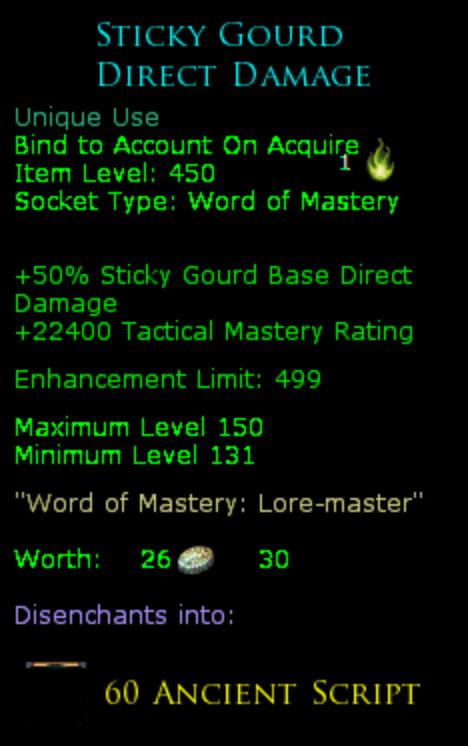 Sticky Gourd
Direct Damage
Unique Use
Bind to Account On Acquire
1
Item Level: 450
Socket Type: Word of Mastery
+50% Sticky Gourd Base Direct
Damage
+22400 Tactical Mastery Rating
Enhancement Limit: 499
Maximum Level 150
Minimum Level 131
"Word of Mastery: Lore-master"
Worth: 26 30
Disenchants into:
60 Ancient Script